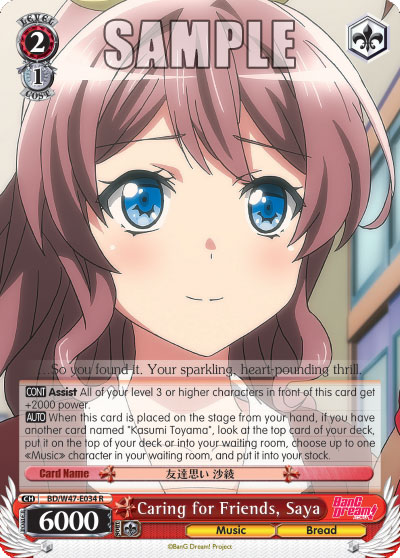 LEVEL
2
1
COST
SAMPLE
…So you found it. Your sparkling, heart-pounding thrill.
CONT Assist All of your level 3 or higher characters in front of this card get
+2000 power.
AUTO When this card is placed on the stage from your hand, if you have
another card named "Kasumi Toyama", look at the top card of your deck,
put it on the top of your deck or into your waiting room, choose up to one
«Music» character in your waiting room, and put it into your stock.
Card Name 友達思い 沙綾
CH BD/W47-E034 R
Caring for Friends, Saya
BanG Dream!
6000
SOUL
Music Bread
©BanG Dream! Project